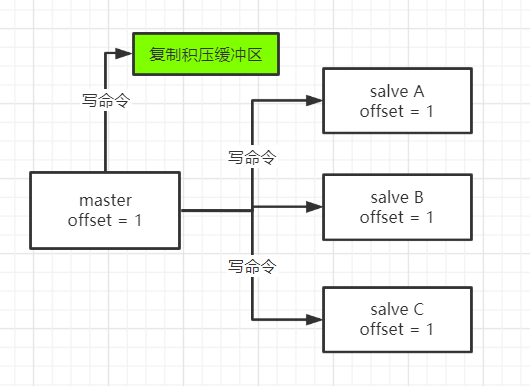 复制积压缓冲区
写命令
master
offset = 1
写命令
写命令
salve A
offset = 1
salve B
offset = 1
salve C
offset = 1